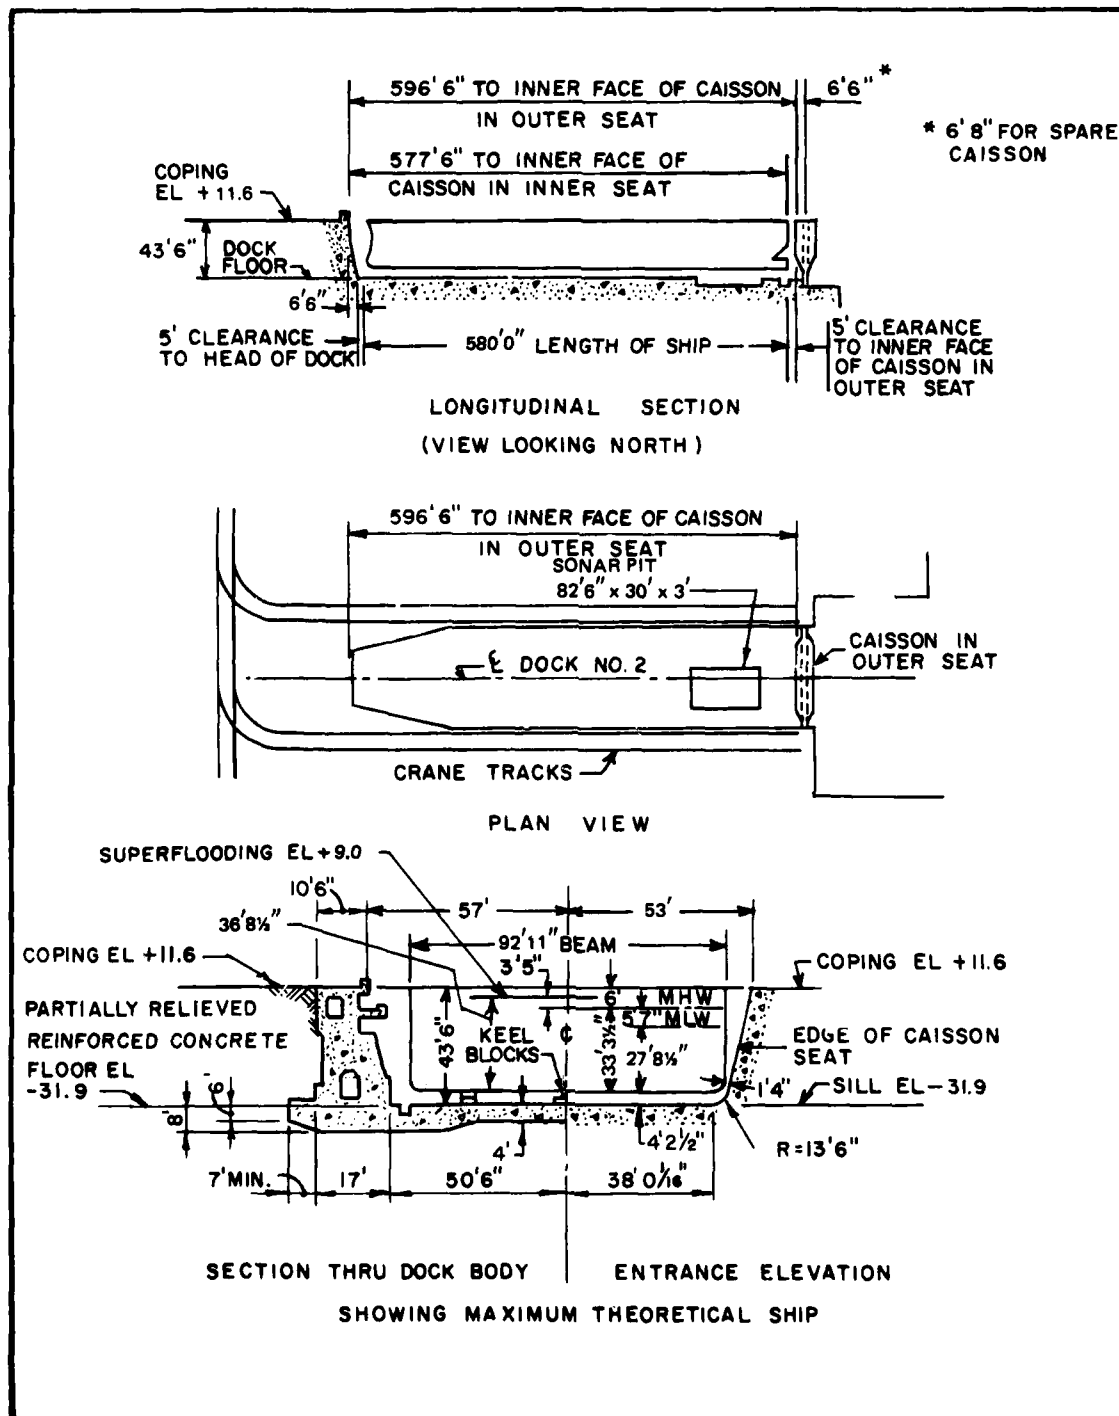 596'6" TO INNER FACE OF CAISSON
IN OUTER SEAT
6'6" *
* 6'8" FOR SPARE
CAISSON
577'6" TO INNER FACE OF
CAISSON IN INNER SEAT
COPING
EL +11.6
43'6"
DOCK
FLOOR
6'6"
5' CLEARANCE
TO HEAD OF DOCK
580'0" LENGTH OF SHIP
5' CLEARANCE
TO INNER FACE
OF CAISSON IN
OUTER SEAT
LONGITUDINAL SECTION
(VIEW LOOKING NORTH)
596'6" TO INNER FACE OF CAISSON
IN OUTER SEAT
SONAR PIT
82'6" x 30' x 3'
CAISSON IN
OUTER SEAT
℄ DOCK NO. 2
CRANE TRACKS
PLAN VIEW
SUPERFLOODING EL+9.0
10'6"
36'8½"
57'
53'
92'11" BEAM
3'5"
COPING EL +11.6
COPING EL +11.6
6'
MHW
5.7" MLW
PARTIALLY RELIEVED
REINFORCED CONCRETE
FLOOR EL
-31.9
43'6"
KEEL
BLOCKS
℄
33'3½"
27'8½"
EDGE OF CAISSON
SEAT
1'4"
SILL EL-31.9
6'
8'
4'
4'2½"
R=13'6"
7' MIN.
17'
50'6"
38'0 1/16"
SECTION THRU DOCK BODY
ENTRANCE ELEVATION
SHOWING MAXIMUM THEORETICAL SHIP